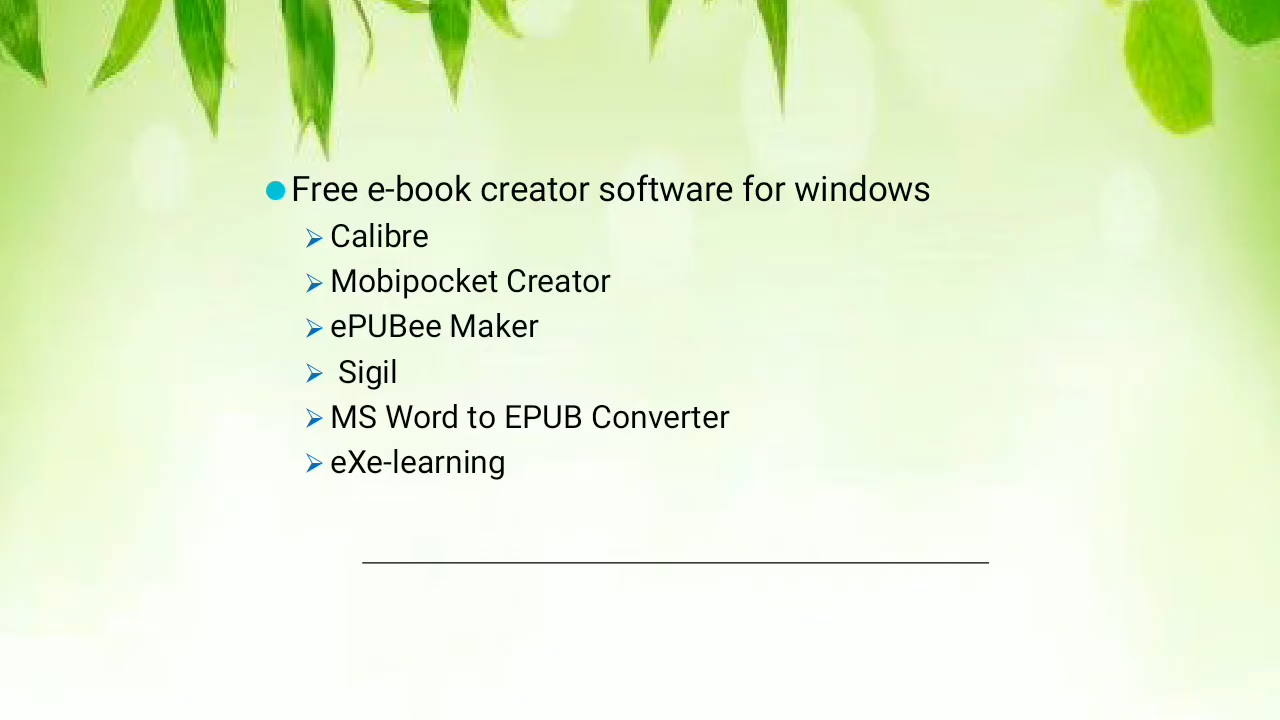 Free e-book creator software for windows
Calibre
Mobipocket Creator
ePUBee Maker
Sigil
MS Word to EPUB Converter
eXe-learning